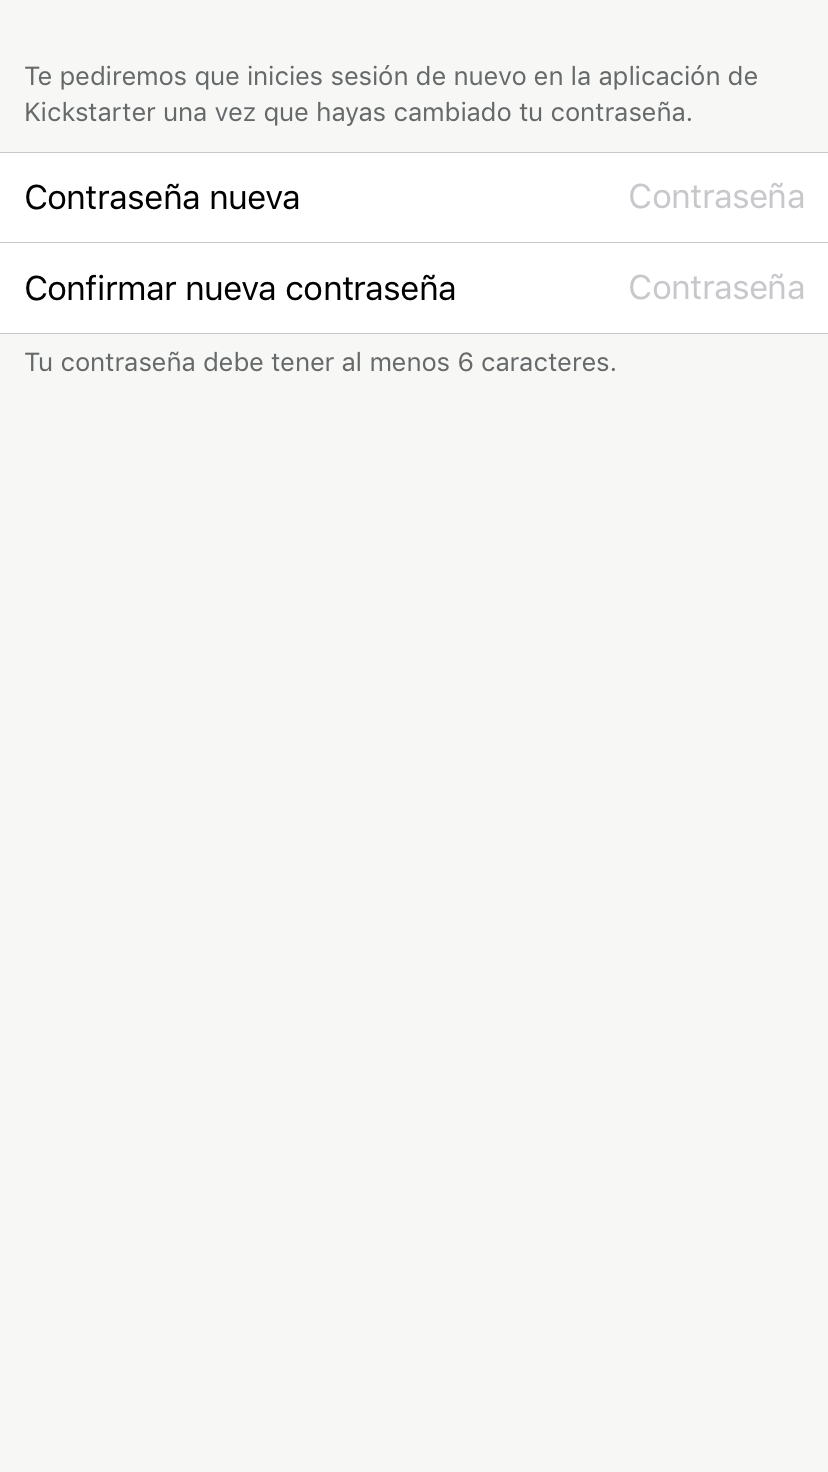 Te pediremos que inicies sesión de nuevo en la aplicación de
Kickstarter una vez que hayas cambiado tu contraseña.
Contraseña nueva Contraseña
Confirmar nueva contraseña Contraseña
Tu contraseña debe tener al menos 6 caracteres.